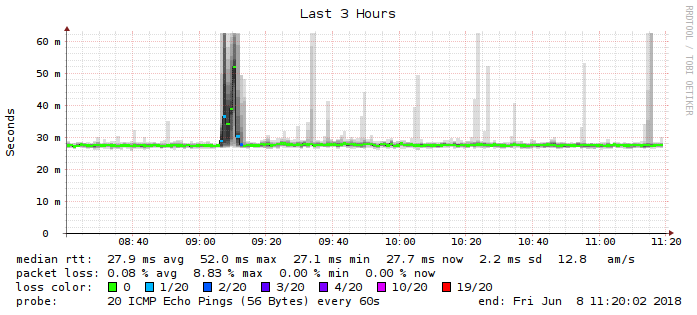 Last 3 Hours
RRDTOOL / TOBI OETIKER
Seconds
60 m
50 m
40 m
30 m
20 m
10 m
0
08:40 09:00 09:20 09:40 10:00 10:20 10:40 11:00 11:20
median rtt: 27.9 ms avg 52.0 ms max 27.1 ms min 27.7 ms now 2.2 ms sd 12.8 am/s
packet loss: 0.08 % avg 8.83 % max 0.00 % min 0.00 % now
loss color: 0 1/20 2/20 3/20 4/20 10/20 19/20
probe: 20 ICMP Echo Pings (56 Bytes) every 60s end: Fri Jun 8 11:20:02 2018